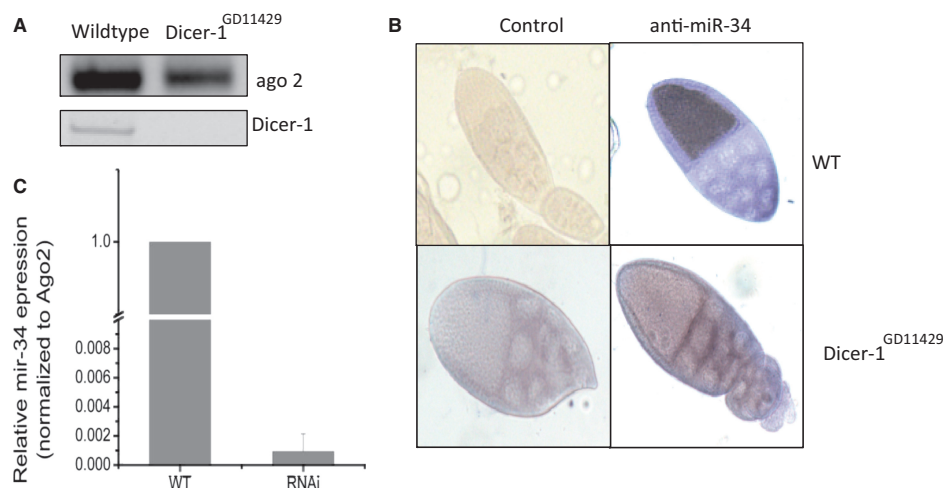 A
Wildtype Dicer-1GD11429
ago 2
Dicer-1
B
Control anti-miR-34
WT
Dicer-1GD11429
C
Relative mir-34 epression
(normalized to Ago2)
1.0
0.008
0.006
0.004
0.002
0.000
WT RNAi